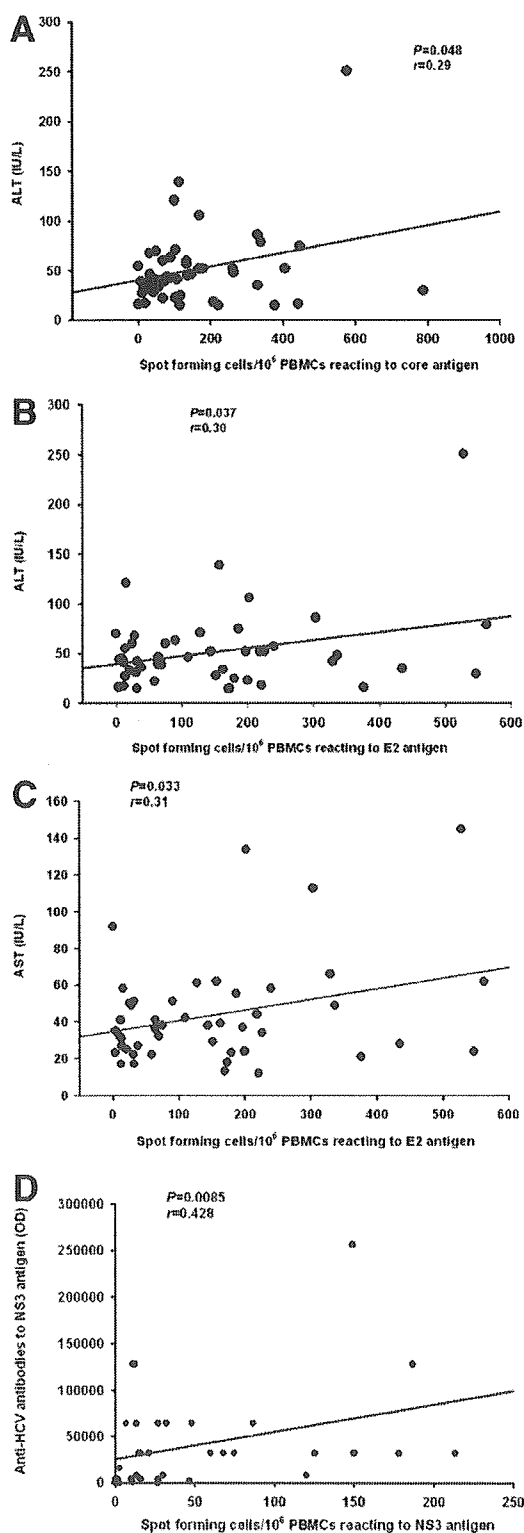 A
P=0.048
r=0.29
300
250
200
150
100
50
0
ALT (IU/L)
0 200 400 600 800 1000
Spot forming cells/10⁶ PBMCs reacting to core antigen
B
P=0.037
r=0.30
300
250
200
150
100
50
0
ALT (IU/L)
0 100 200 300 400 500 600
Spot forming cells/10⁶ PBMCs reacting to E2 antigen
C
P=0.033
r=0.31
160
140
120
100
80
60
40
20
0
AST (IU/L)
0 100 200 300 400 500 600
Spot forming cells/10⁶ PBMCs reacting to E2 antigen
D
P=0.0085
r=0.428
300000
250000
200000
150000
100000
50000
0
Anti-HCV antibodies to NS3 antigen (OD)
0 50 100 150 200 250
Spot forming cells/10⁶ PBMCs reacting to NS3 antigen